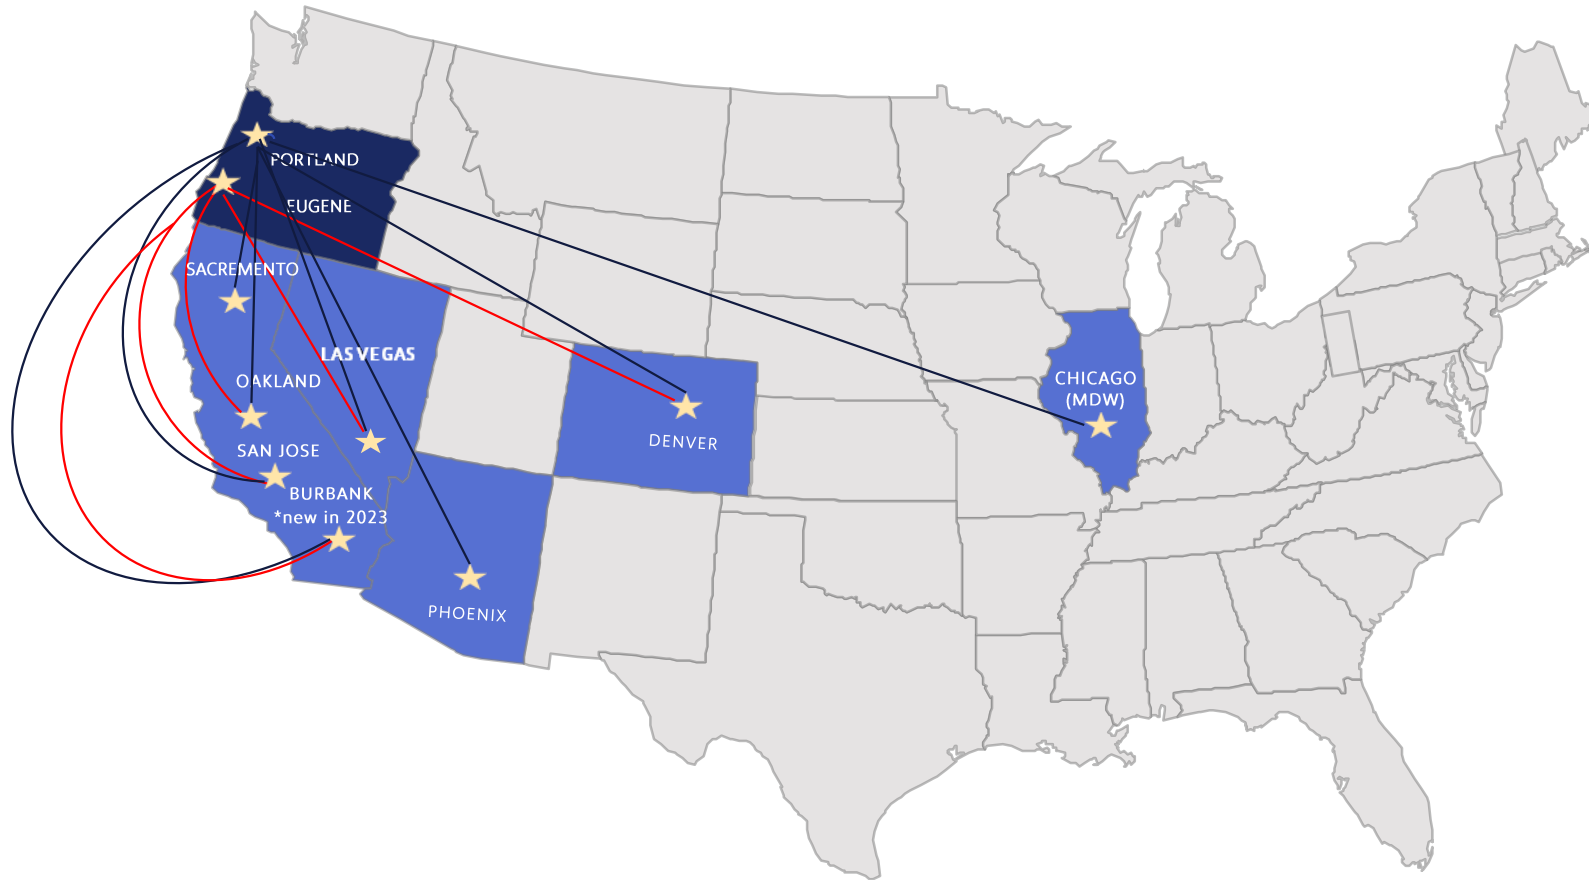 PORTLAND
EUGENE
SACREMENTO
LAS VEGAS
OAKLAND
SAN JOSE
BURBANK
*new in 2023
DENVER
CHICAGO
(MDW)
PHOENIX